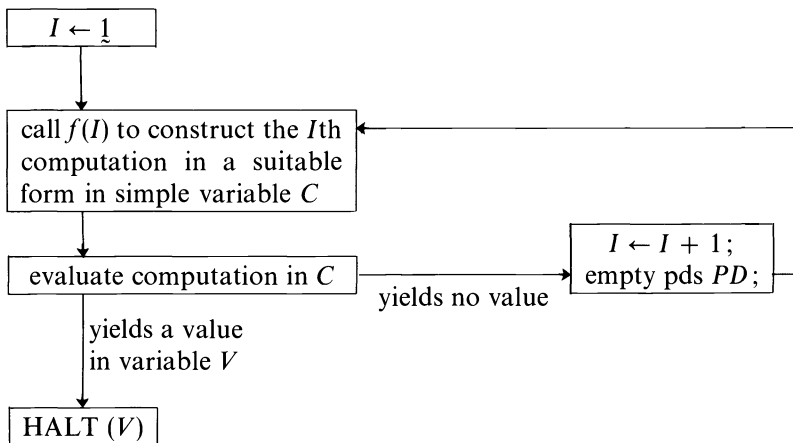 I ← 1
call f(I) to construct the Ith
computation in a suitable
form in simple variable C
evaluate computation in C
yields no value
I ← I + 1;
empty pds PD;
yields a value
in variable V
HALT (V)